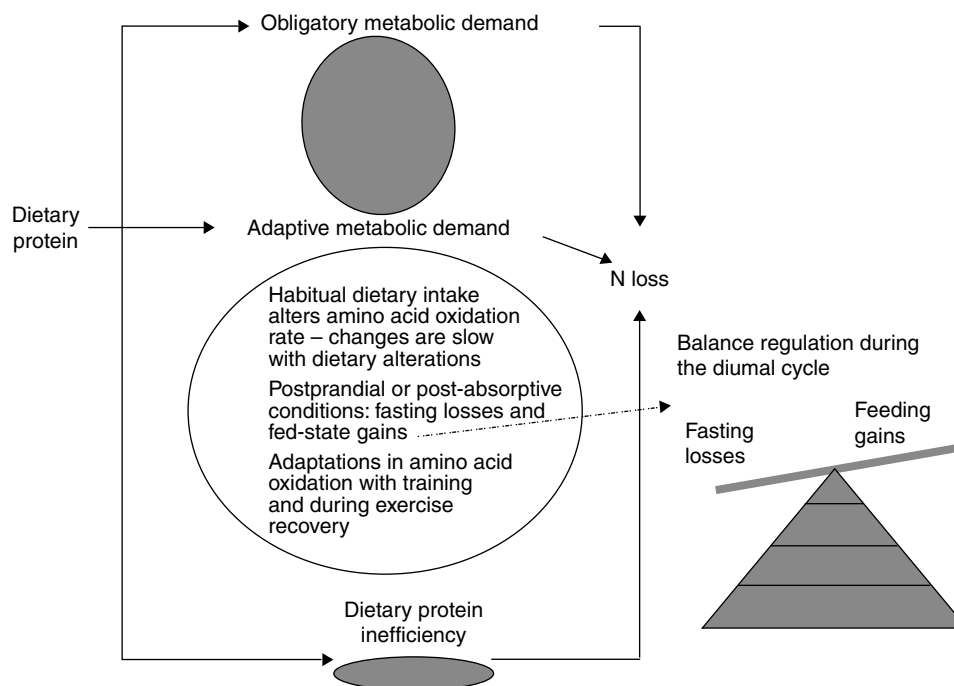 Obligatory metabolic demand
Dietary
protein
Adaptive metabolic demand
N loss
Habitual dietary intake
alters amino acid oxidation
rate – changes are slow
with dietary alterations
Postprandial or post-absorptive
conditions: fasting losses and
fed-state gains
Adaptations in amino acid
oxidation with training
and during exercise
recovery
Balance regulation during
the diumal cycle
Fasting
losses
Feeding
gains
Dietary protein
inefficiency